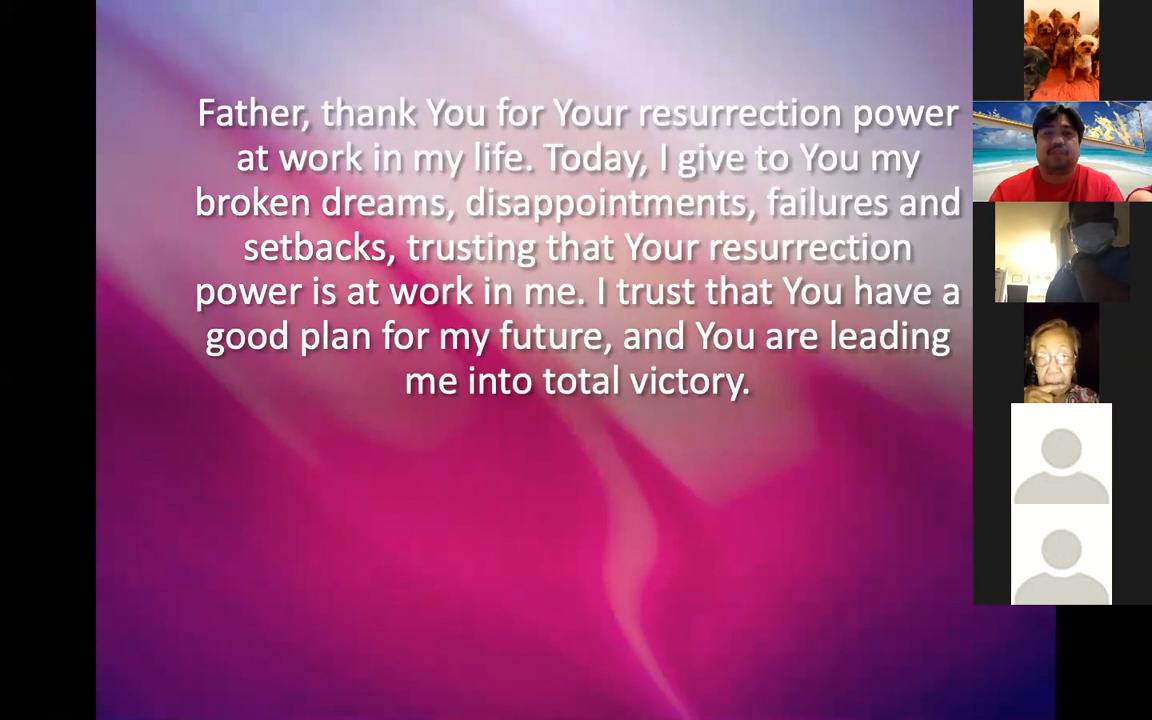 Father, thank You for Your resurrection power
at work in my life. Today, I give to You my
broken dreams, disappointments, failures and
setbacks, trusting that Your resurrection
power is at work in me. I trust that You have a
good plan for my future, and You are leading
me into total victory.